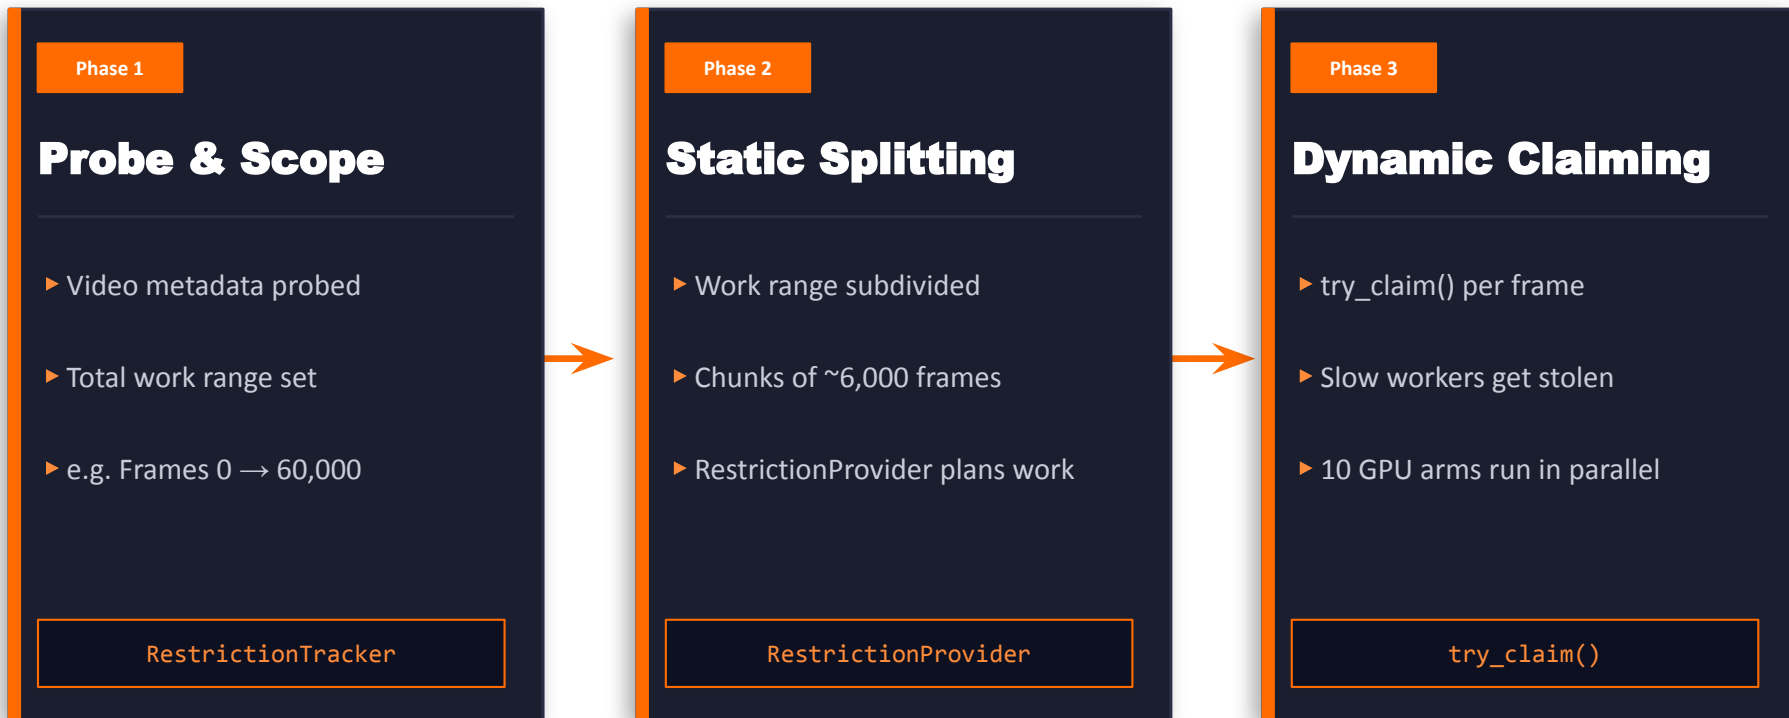 Phase 1
Probe & Scope
▸ Video metadata probed
▸ Total work range set
▸ e.g. Frames 0 → 60,000
RestrictionTracker
Phase 2
Static Splitting
▸ Work range subdivided
▸ Chunks of ~6,000 frames
▸ RestrictionProvider plans work
RestrictionProvider
Phase 3
Dynamic Claiming
▸ try_claim() per frame
▸ Slow workers get stolen
▸ 10 GPU arms run in parallel
try_claim()